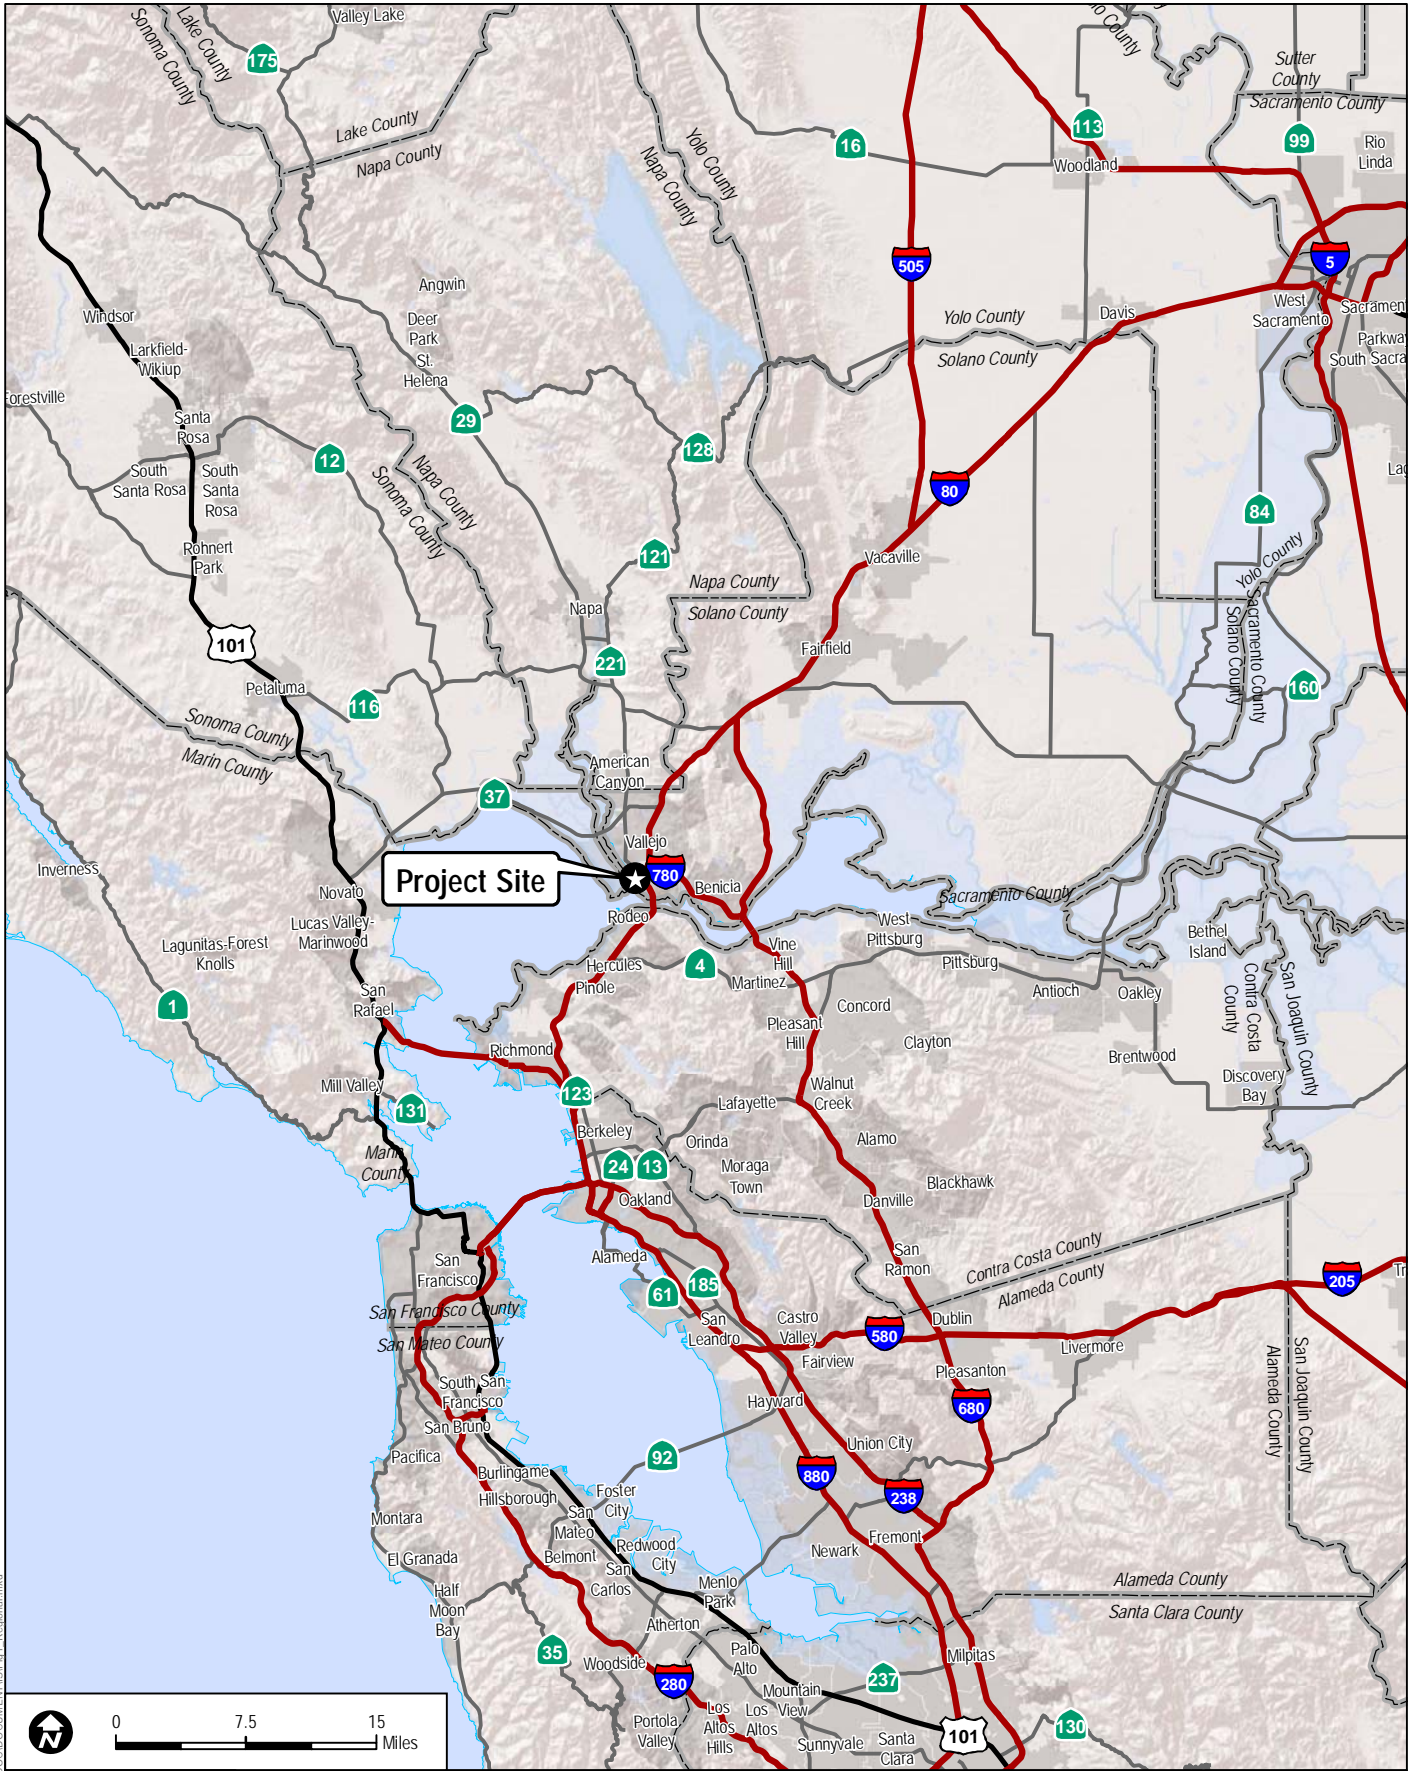 Valley Lake
Lake County
Sonoma County
175
Lake County
Napa County
Yolo County
Napa County
16
113
Woodland
Sutter
County
Sacramento County
99
Rio
Linda
505
5
Angwin
Deer
Park
St.
Helena
Windsor
Larkfield-
Wikiup
Forestville
Santa
Rosa
South
Santa Rosa
South
Santa
Rosa
Rohnert
Park
29
12
128
Napa County
Sonoma County
Yolo County
Solano County
Davis
West
Sacramento
Sacramen
Parkway
South Sacra
80
84
121
Vacaville
Napa County
Solano County
Napa
221
Fairfield
Yolo County
Sacramento County
Solano County
160
101
Petaluma
116
Sonoma County
Marin County
American
Canyon
37
Vallejo
Project Site
780
Benicia
Inverness
Novato
Lucas Valley-
Marinwood
Lagunitas-Forest
Knolls
1
San
Rafael
Rodeo
Hercules
Pinole
4
Martinez
Vine
Hill
West
Pittsburg
Pittsburg
Sacramento County
Antioch
Oakley
Bethel
Island
Contra Costa
County
San Joaquin County
Concord
Pleasant
Hill
Clayton
Brentwood
Discovery
Bay
Richmond
Mill Valley
131
123
Walnut
Creek
Lafayette
Berkeley
Orinda
Alamo
Marin
County
24
13
Moraga
Town
Blackhawk
Oakland
Danville
Alameda
San
Ramon
Contra Costa County
Alameda County
San
Francisco
San Francisco County
San Mateo County
61
185
San
Leandro
Castro
Valley
580
Dublin
205
Tr
Fairview
Livermore
Pleasanton
San Joaquin County
Alameda County
South San
Francisco
San Bruno
Hayward
680
Pacifica
Union City
92
880
238
Burlingame
Hillsborough
Foster
City
San
Mateo
Montara
Fremont
Newark
Redwood
City
Belmont
San
Carlos
El Granada
Half
Moon
Bay
Menlo
Park
Alameda County
Santa Clara County
Atherton
Palo
Alto
Milpitas
35
Woodside
280
237
Mountain
View
Los
Altos
Hills
Los
Altos
Portola
Valley
Sunnyvale
Santa
Clara
101
130
N
0 7.5 15
Miles